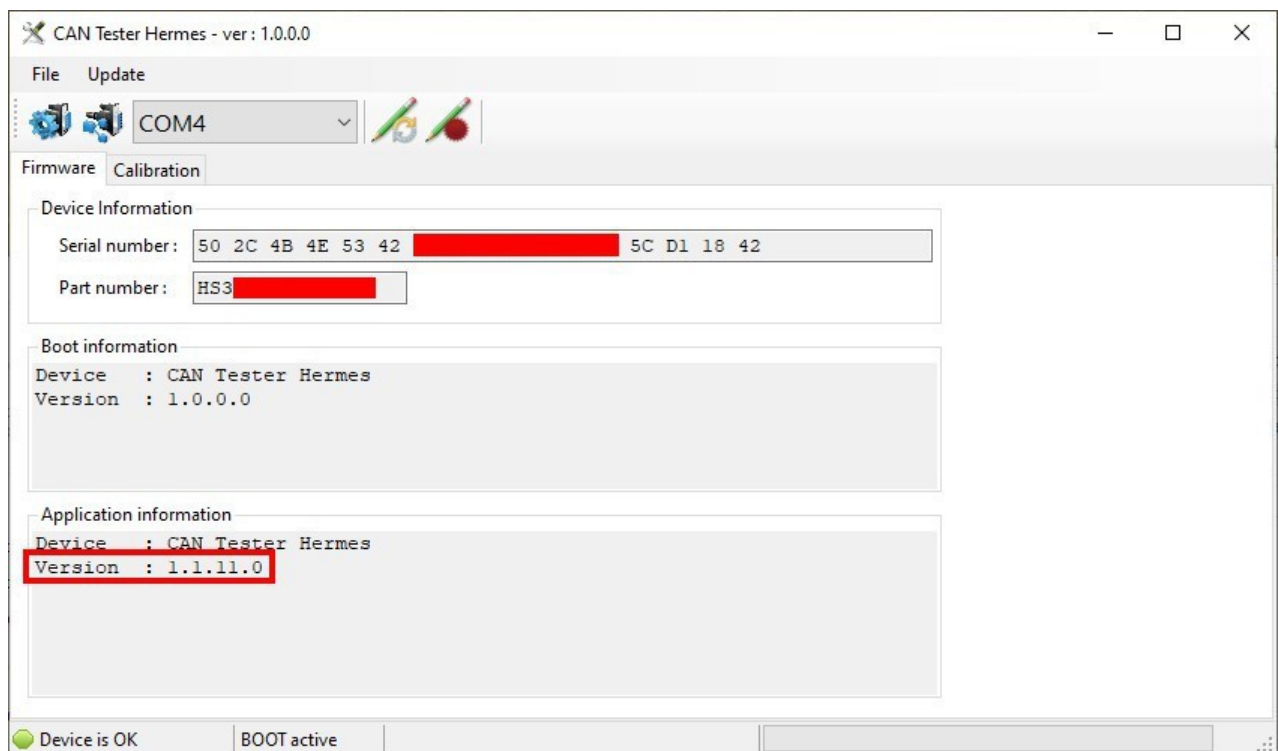 CAN Tester Hermes - ver : 1.0.0.0
File Update
COM4
Firmware Calibration
Device Information
Serial number : 50 2C 4B 4E 53 42 5C D1 18 42
Part number : HS3
Boot information
Device : CAN Tester Hermes
Version : 1.0.0.0
Application information
Device : CAN Tester Hermes
Version : 1.1.11.0
Device is OK BOOT active